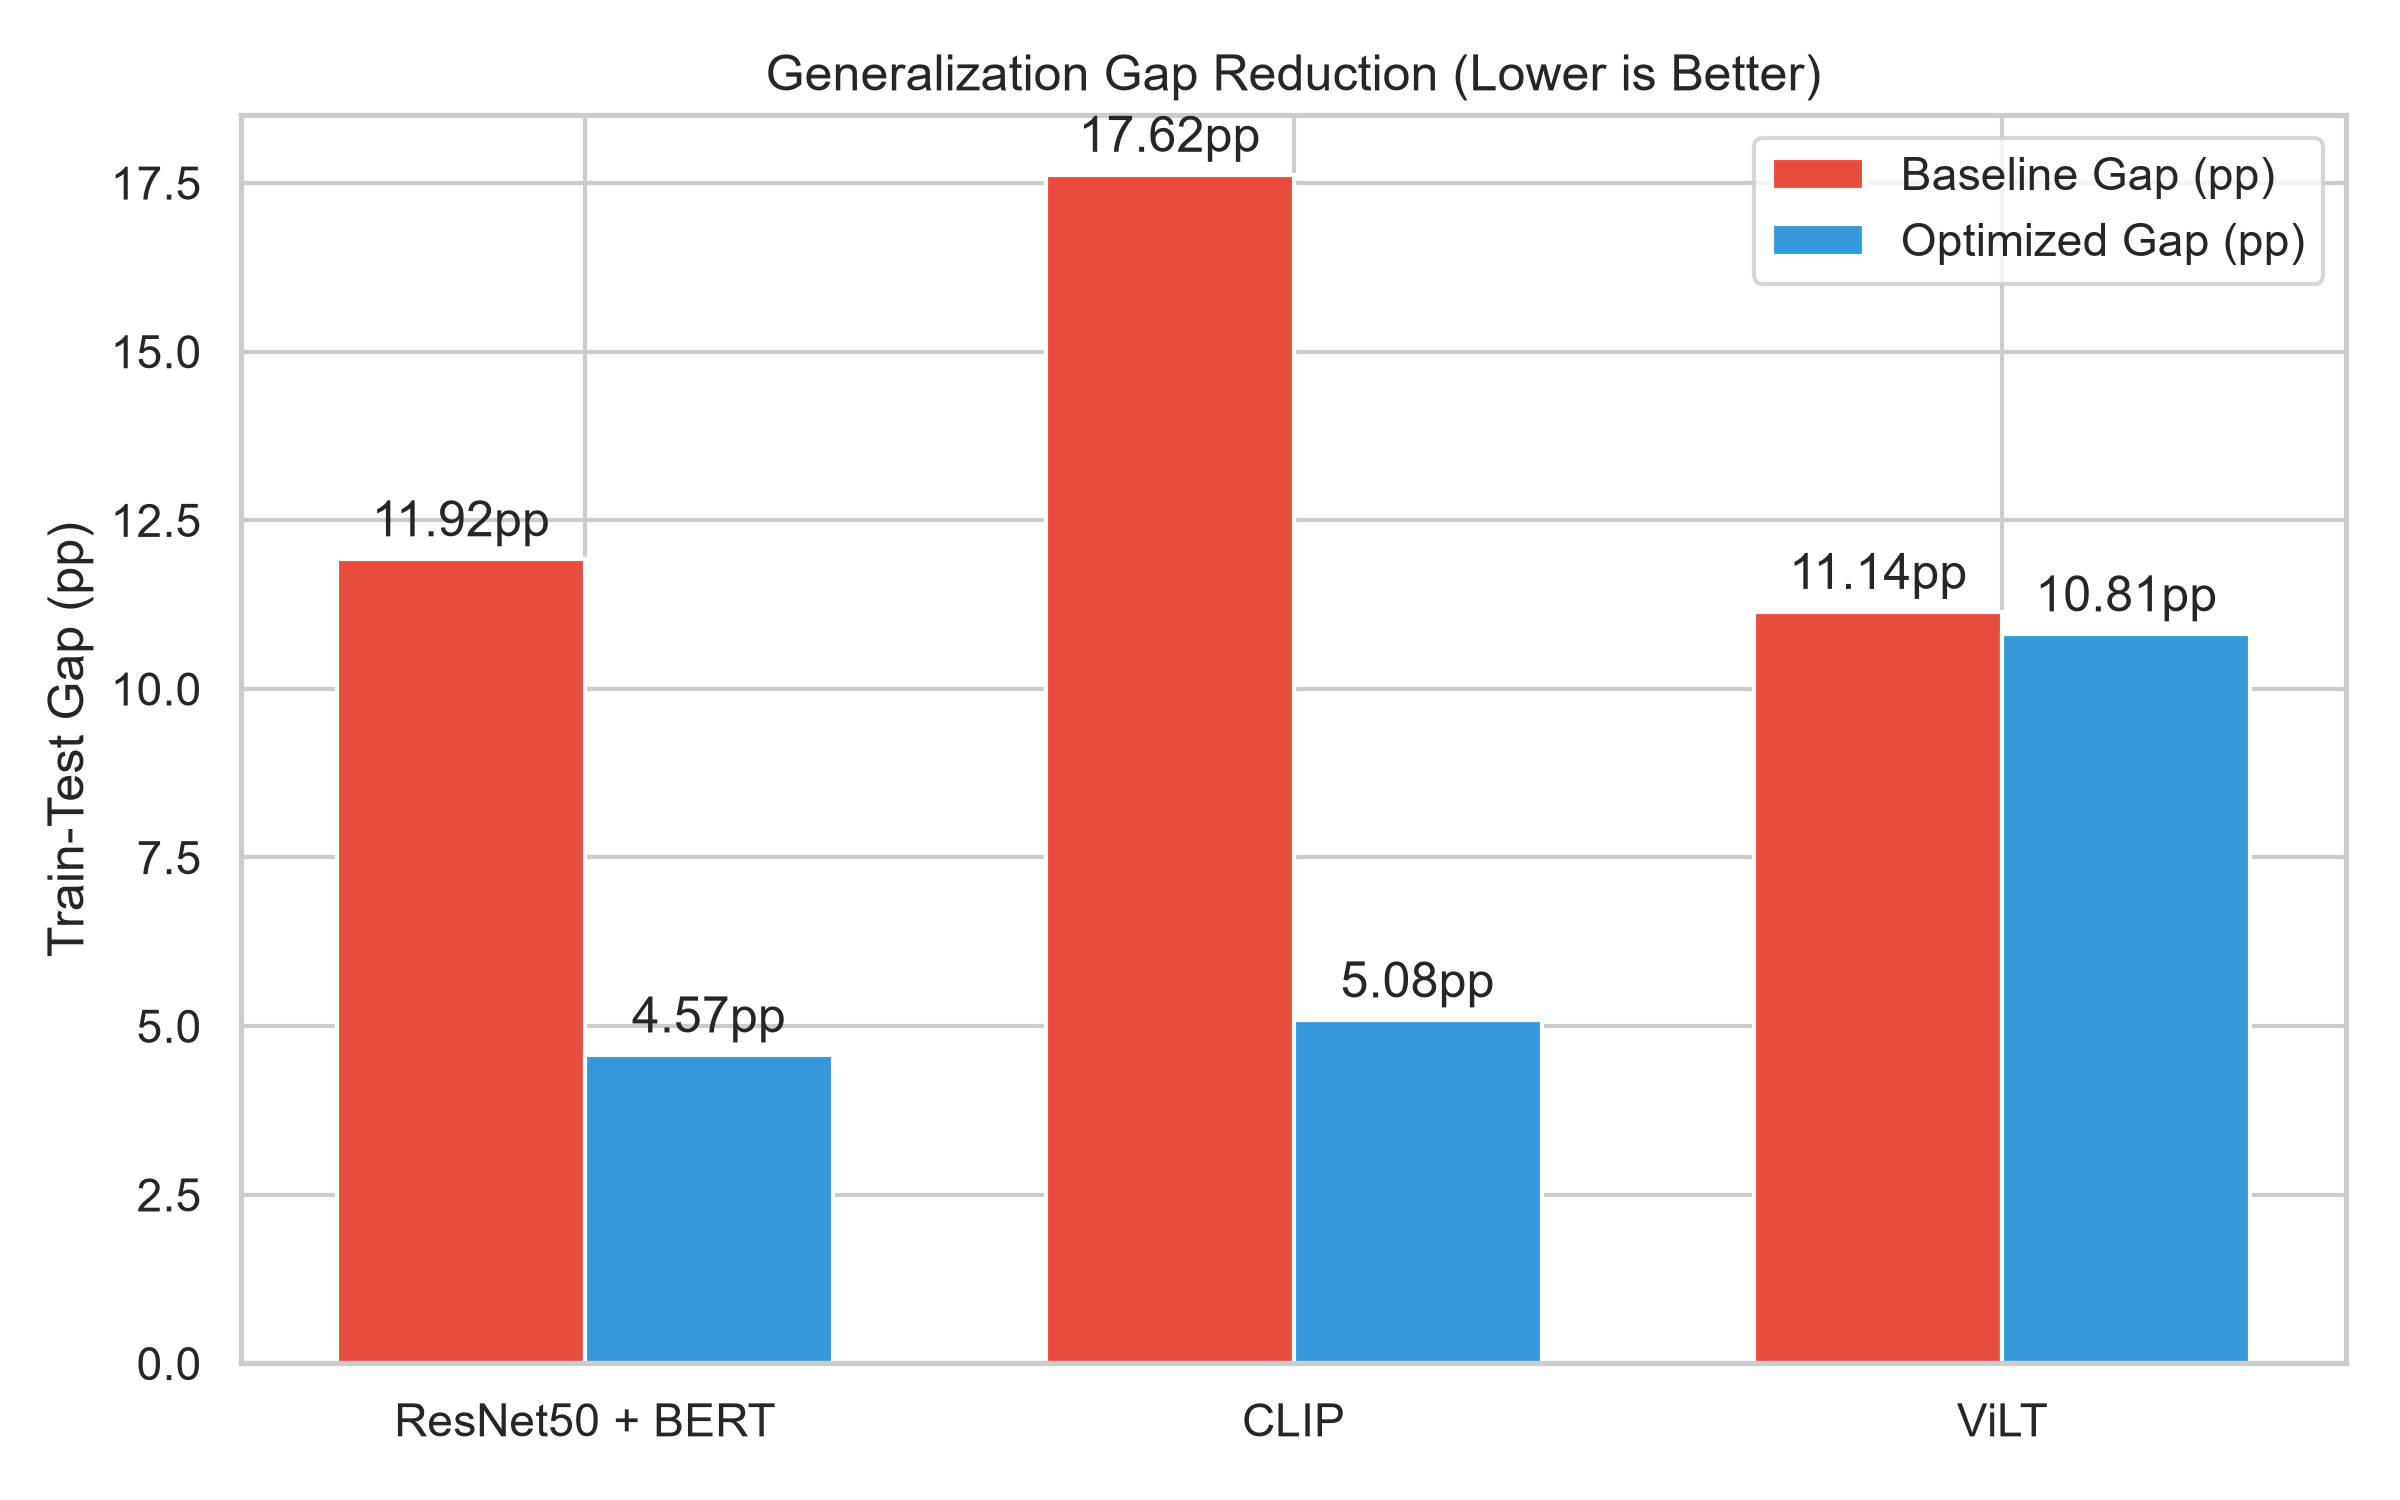 Generalization Gap Reduction (Lower is Better)
Train-Test Gap (pp)
17.5
15.0
12.5
10.0
7.5
5.0
2.5
0.0
Baseline Gap (pp)
Optimized Gap (pp)
11.92pp
4.57pp
17.62pp
5.08pp
11.14pp
10.81pp
ResNet50 + BERT
CLIP
ViLT